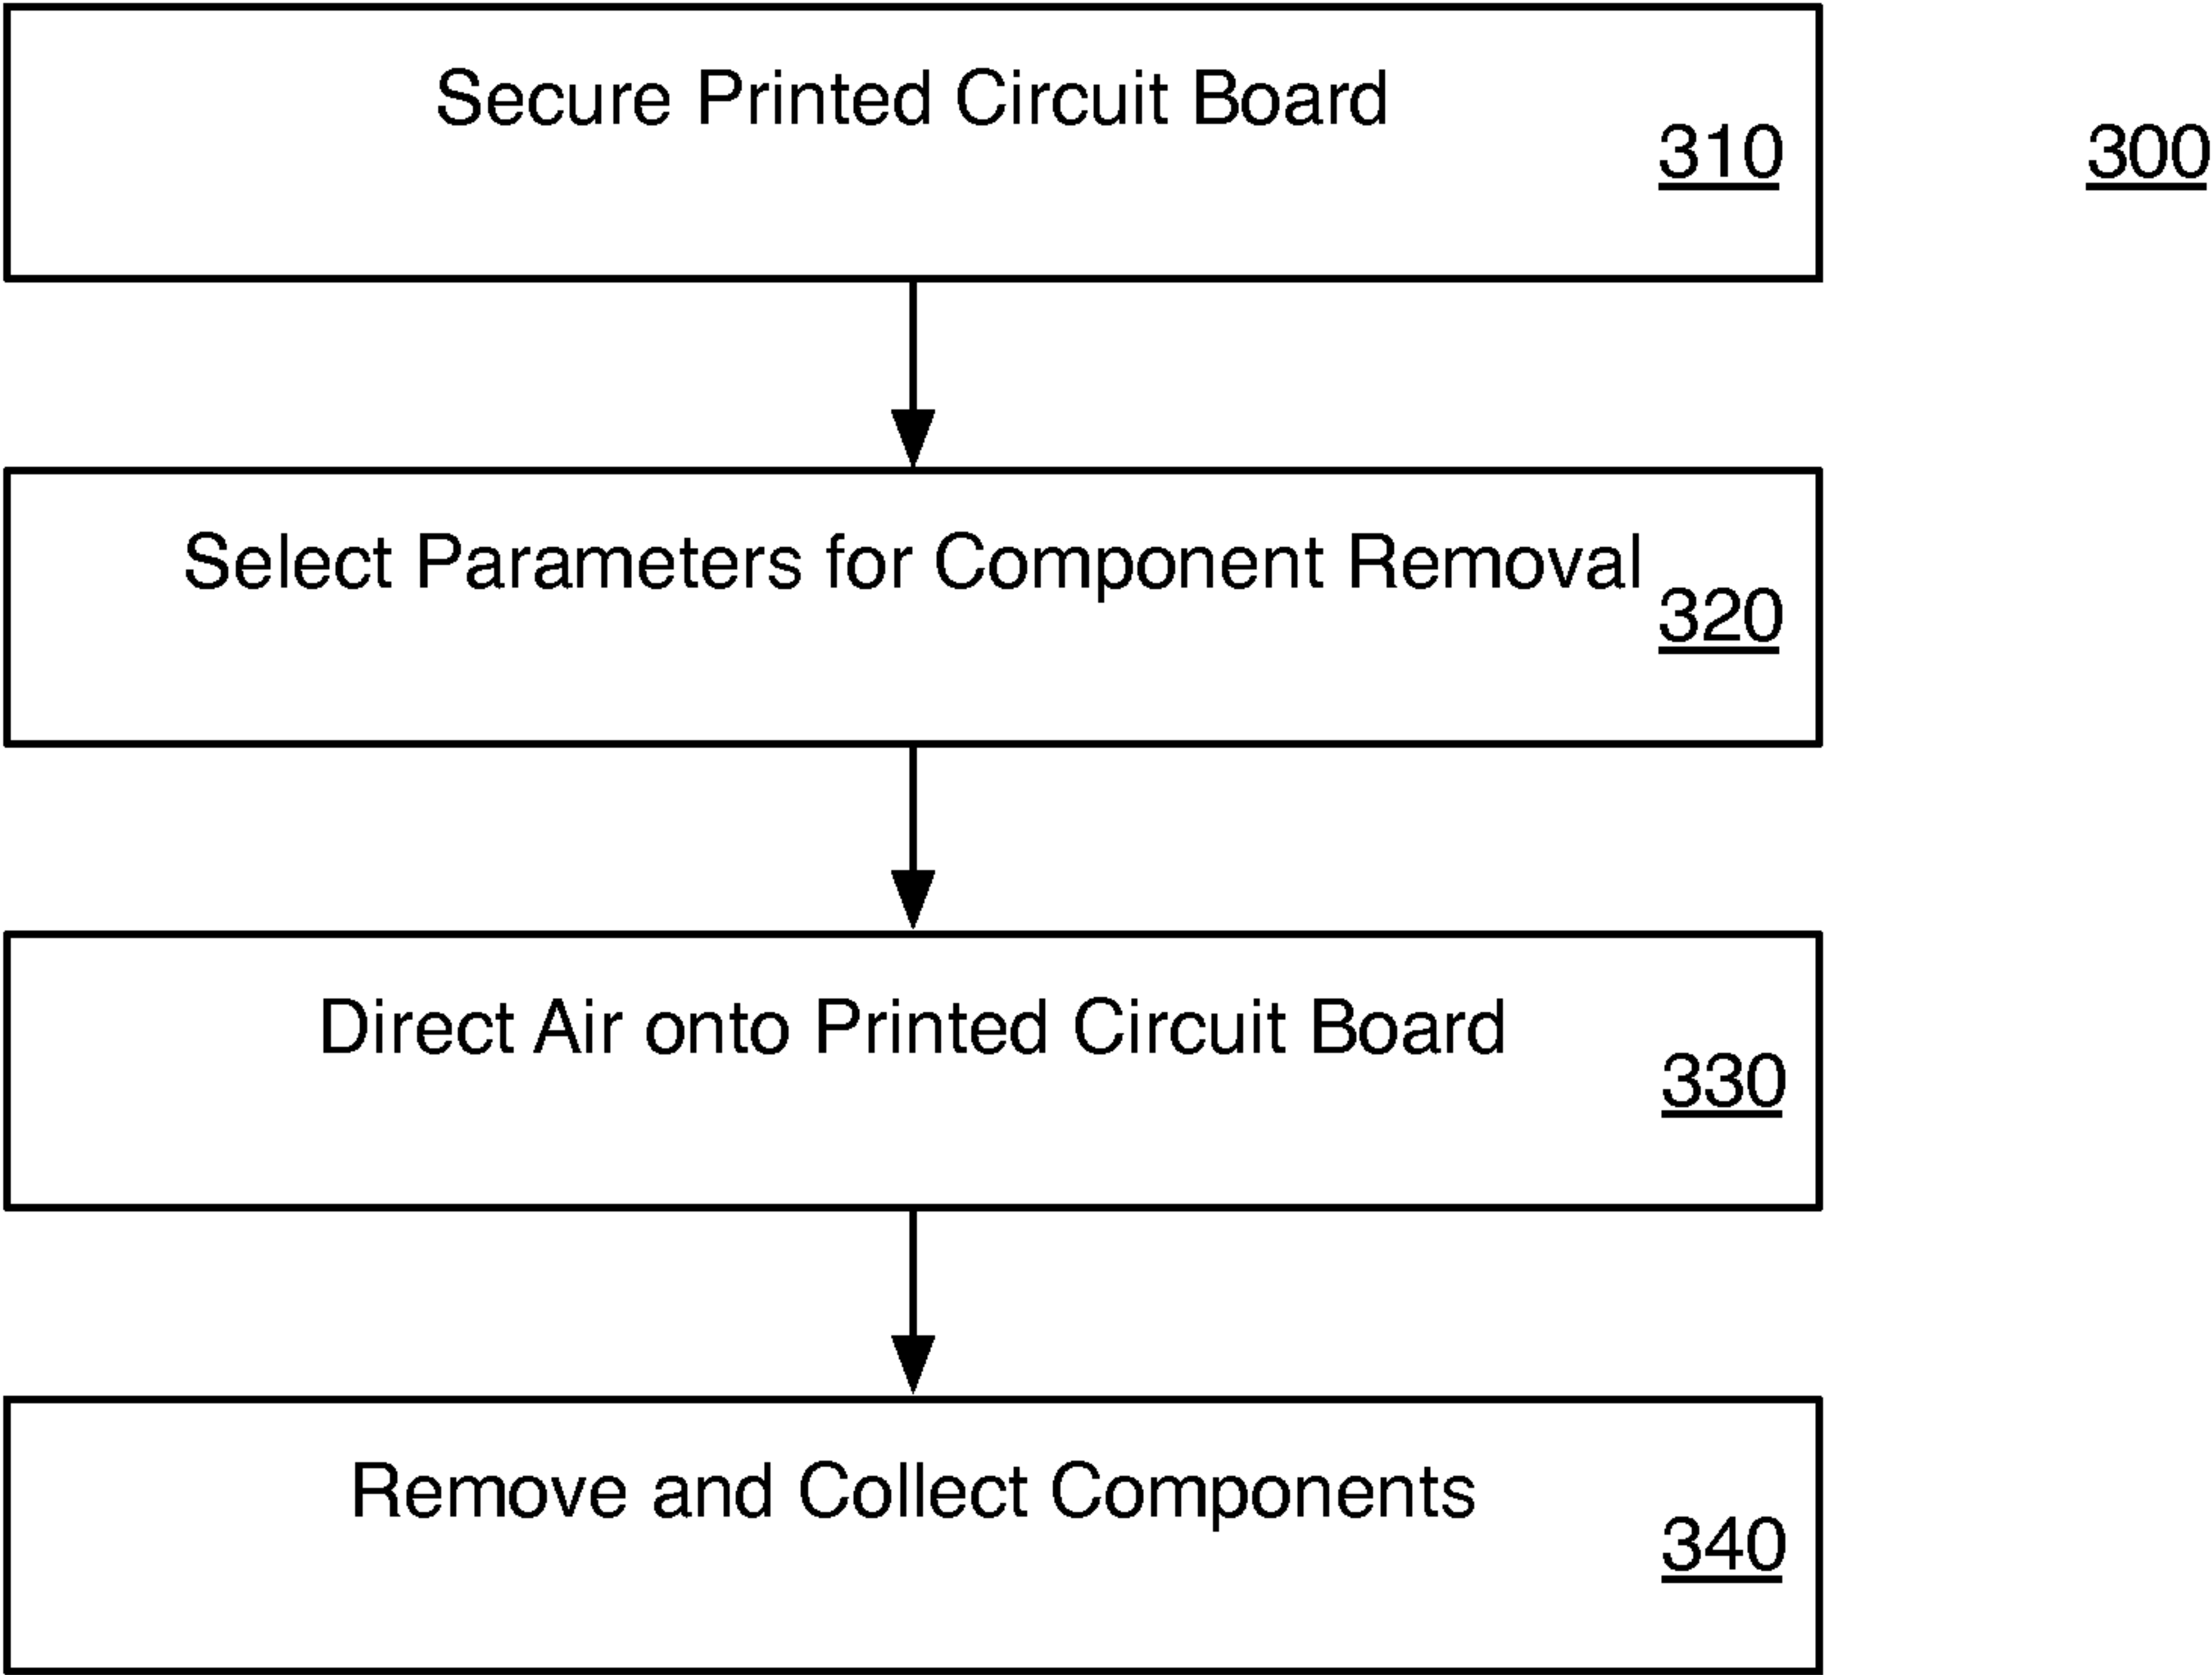 Secure Printed Circuit Board
310
300
Select Parameters for Component Removal
320
Direct Air onto Printed Circuit Board
330
Remove and Collect Components
340